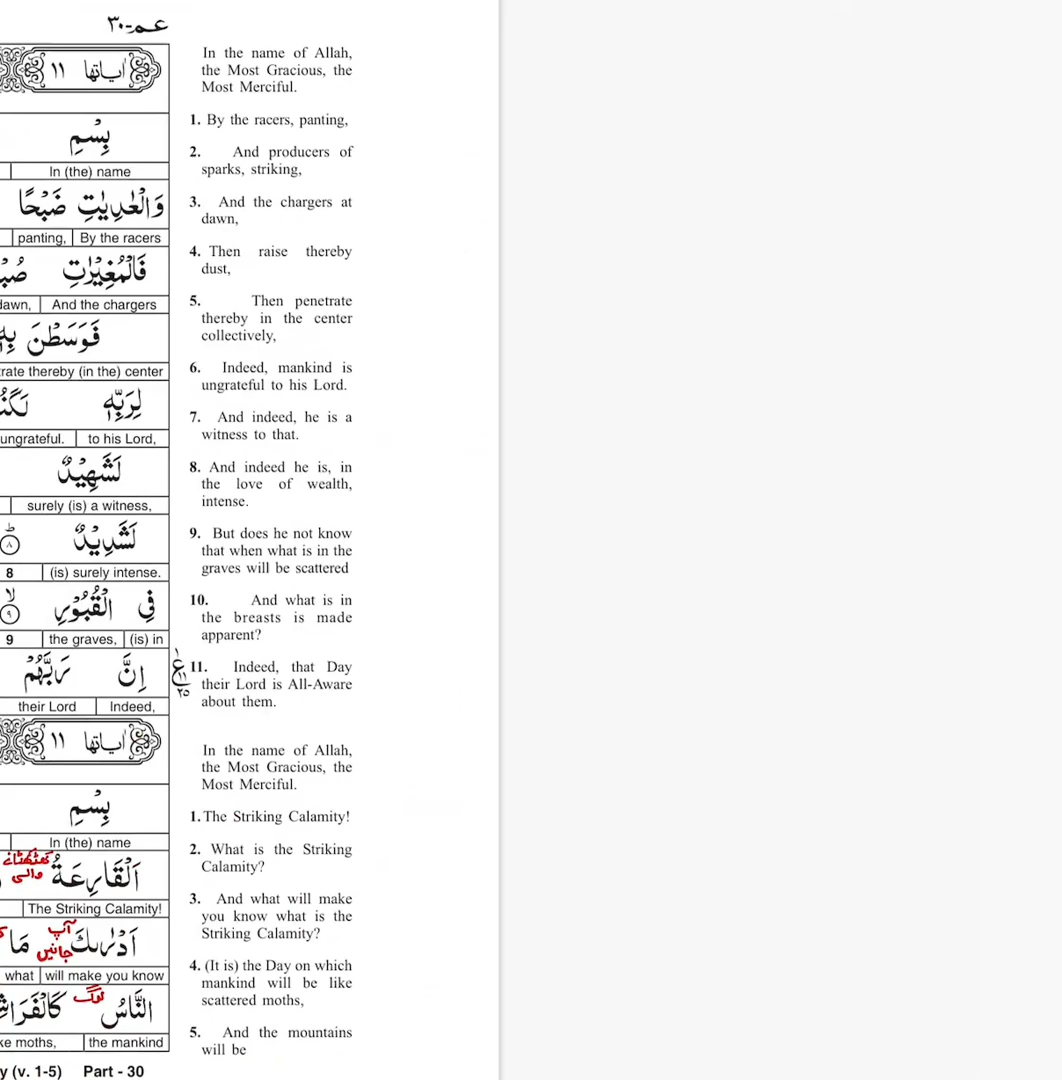 عم-٣٠
اٰیاتها ١١
بِسْمِ
In (the) name
وَالْعٰدِيٰتِ ضَبْحًا
panting, By the racers
فَالْمُغِيْرٰتِ
And the chargers
فَوَسَطْنَ
thereby (in the) center
لِرَبِّهٖ
ungrateful. to his Lord,
لَشَهِيْدٌ
surely (is) a witness,
لَشَدِيْدٌ ٨
8 (is) surely intense.
فِي الْقُبُوْرِ ٩
9 the graves, (is) in
اِنَّ رَبَّهُمْ
their Lord Indeed,
اٰیاتها ١١
بِسْمِ
In (the) name
اَلْقَارِعَةُ کھٹکھٹانے والی
The Striking Calamity!
اَدْرٰىكَ آپ جانیں مَا
what will make you know
النَّاسُ لوگ
moths, the mankind
(v. 1-5) Part - 30
In the name of Allah,
the Most Gracious, the
Most Merciful.
1. By the racers, panting,
2. And producers of
sparks, striking,
3. And the chargers at
dawn,
4. Then raise thereby
dust,
5. Then penetrate
thereby in the center
collectively,
6. Indeed, mankind is
ungrateful to his Lord.
7. And indeed, he is a
witness to that.
8. And indeed he is, in
the love of wealth,
intense.
9. But does he not know
that when what is in the
graves will be scattered
10. And what is in
the breasts is made
apparent?
11. Indeed, that Day
their Lord is All-Aware
about them.
In the name of Allah,
the Most Gracious, the
Most Merciful.
1. The Striking Calamity!
2. What is the Striking
Calamity?
3. And what will make
you know what is the
Striking Calamity?
4. (It is) the Day on which
mankind will be like
scattered moths,
5. And the mountains
will be